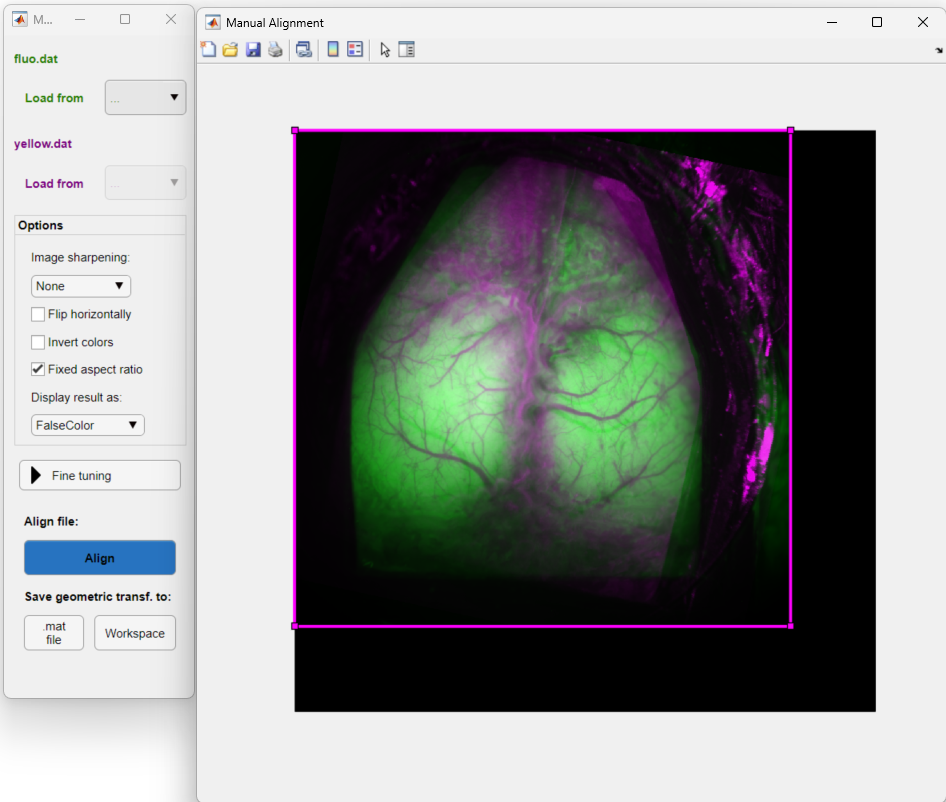 M...
fluo.dat
Load from
...
yellow.dat
Load from
...
Options
Image sharpening:
None
Flip horizontally
Invert colors
Fixed aspect ratio
Display result as:
FalseColor
Fine tuning
Align file:
Align
Save geometric transf. to:
.mat
file
Workspace
Manual Alignment